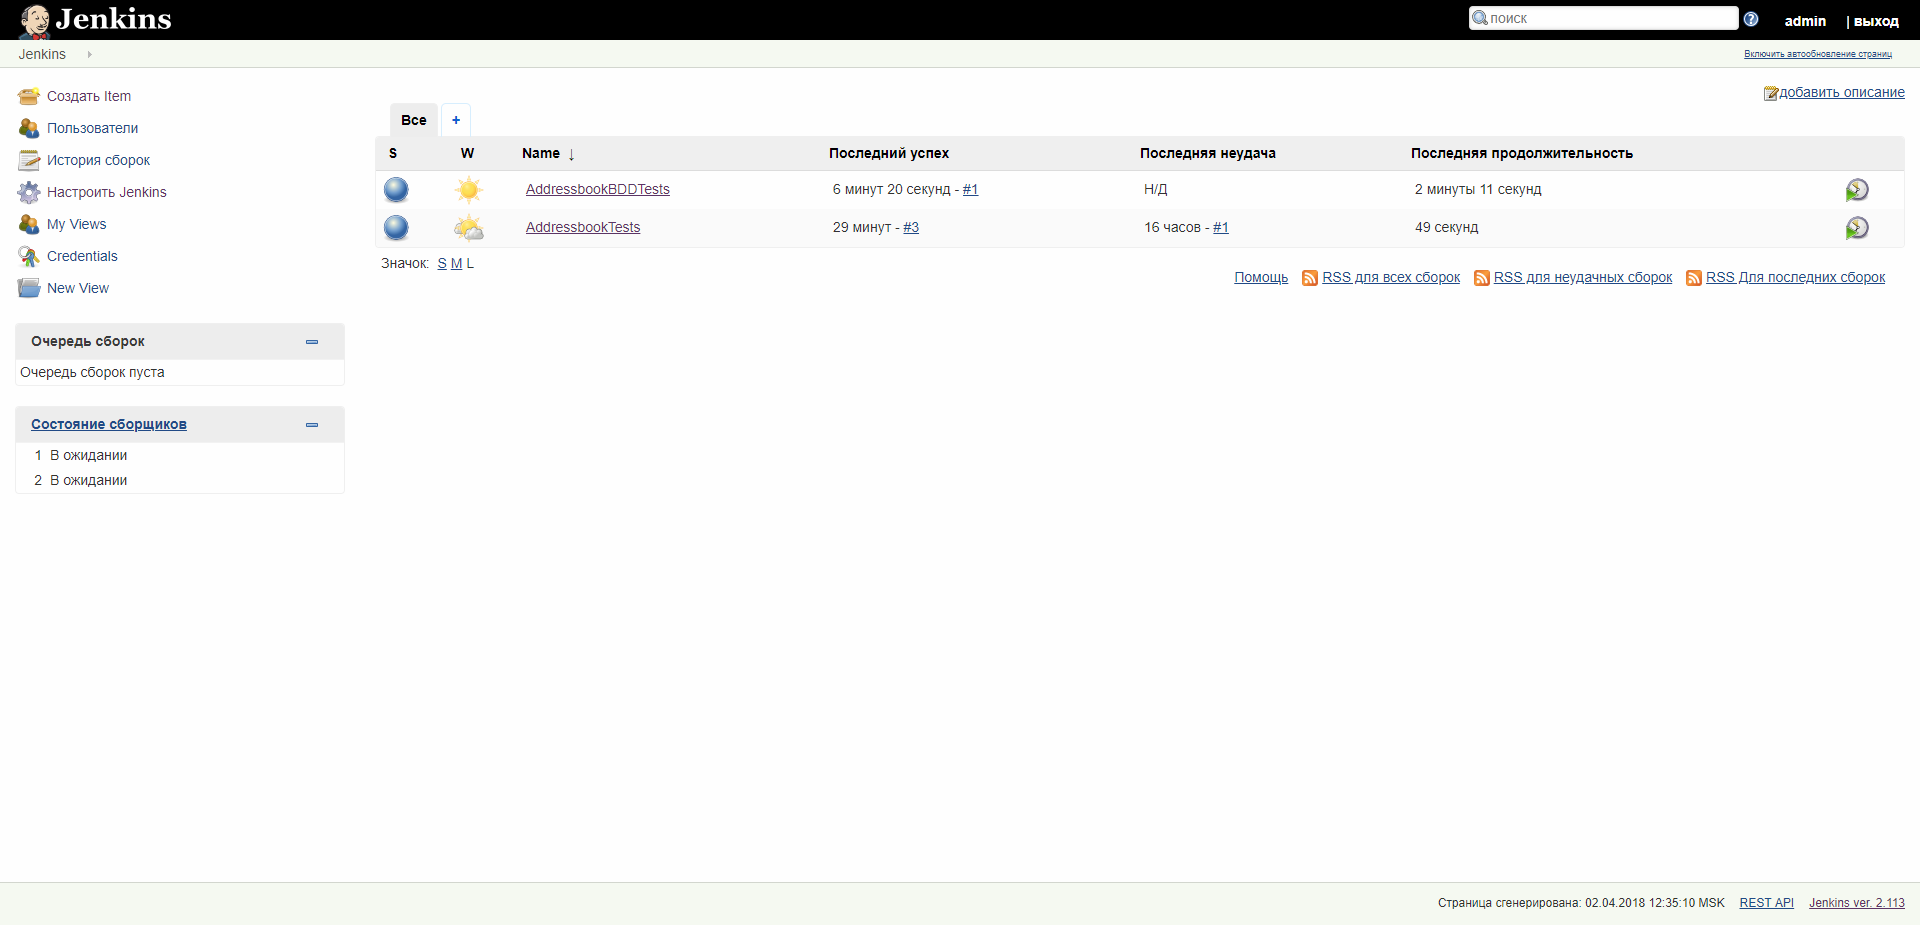 Jenkins
поиск
admin
| выход
Jenkins
Включить автообновление страниц
Создать Item
Пользователи
История сборок
Настроить Jenkins
My Views
Credentials
New View
Очередь сборок
Очередь сборок пуста
Состояние сборщиков
1 В ожидании
2 В ожидании
добавить описание
Все +
S W Name ↓ Последний успех Последняя неудача Последняя продолжительность
AddressbookBDDTests 6 минут 20 секунд - #1 Н/Д 2 минуты 11 секунд
AddressbookTests 29 минут - #3 16 часов - #1 49 секунд
Значок: S M L
Помощь RSS для всех сборок RSS для неудачных сборок RSS Для последних сборок
Страница сгенерирована: 02.04.2018 12:35:10 MSK REST API Jenkins ver. 2.113